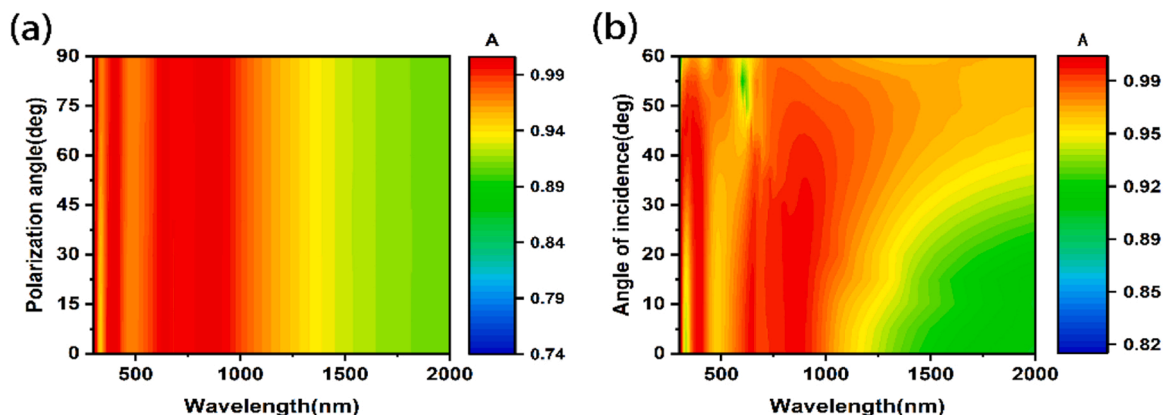 (a)
A
90
75
60
45
30
15
0
Polarization angle(deg)
500 1000 1500 2000
Wavelength(nm)
0.99
0.94
0.89
0.84
0.79
0.74
(b)
A
60
50
40
30
20
10
0
Angle of incidence(deg)
500 1000 1500 2000
Wavelength(nm)
0.99
0.95
0.92
0.89
0.85
0.82